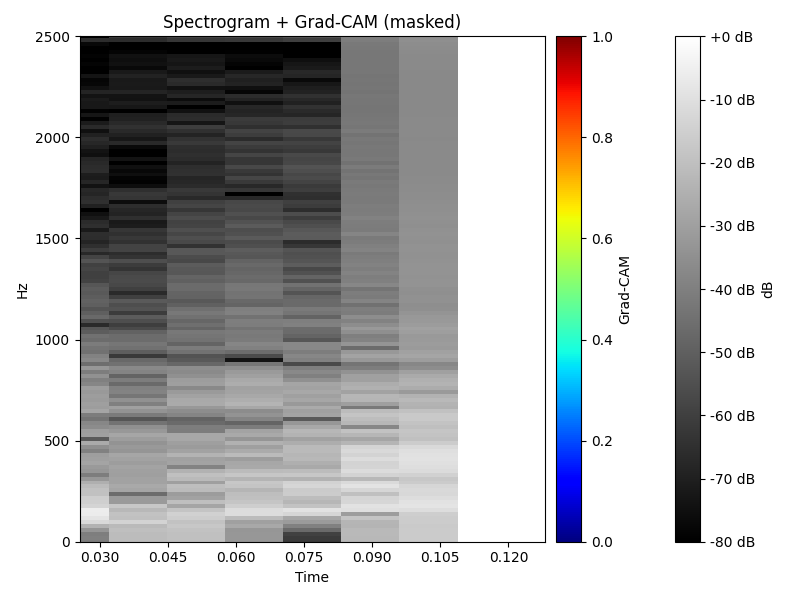 Spectrogram + Grad-CAM (masked)
2500
2000
1500
1000
500
0
Hz
0.030
0.045
0.060
0.075
0.090
0.105
0.120
Time
1.0
0.8
0.6
0.4
0.2
0.0
Grad-CAM
+0 dB
-10 dB
-20 dB
-30 dB
-40 dB
-50 dB
-60 dB
-70 dB
-80 dB
dB